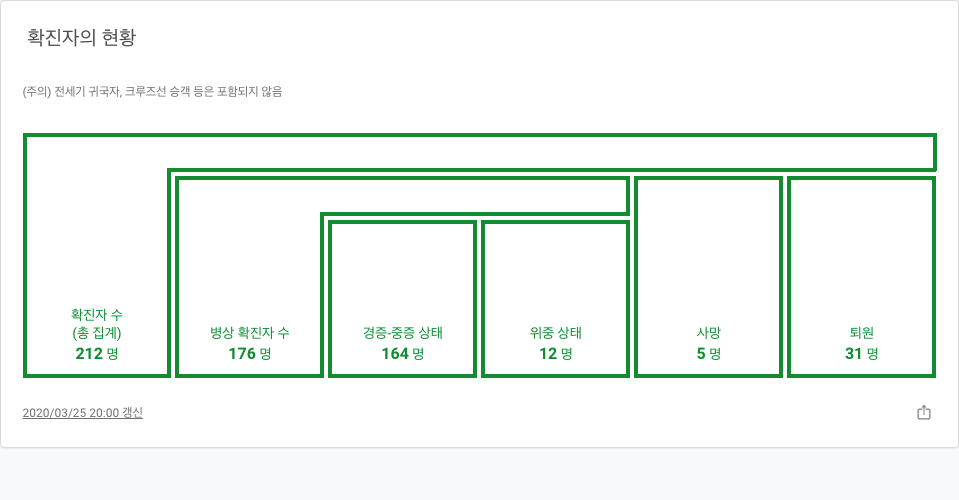 확진자의 현황
(주의) 전세기 귀국자, 크루즈선 승객 등은 포함되지 않음
확진자 수
(총 집계)
212 명
병상 확진자 수
176 명
경증-중증 상태
164 명
위중 상태
12 명
사망
5 명
퇴원
31 명
2020/03/25 20:00 갱신